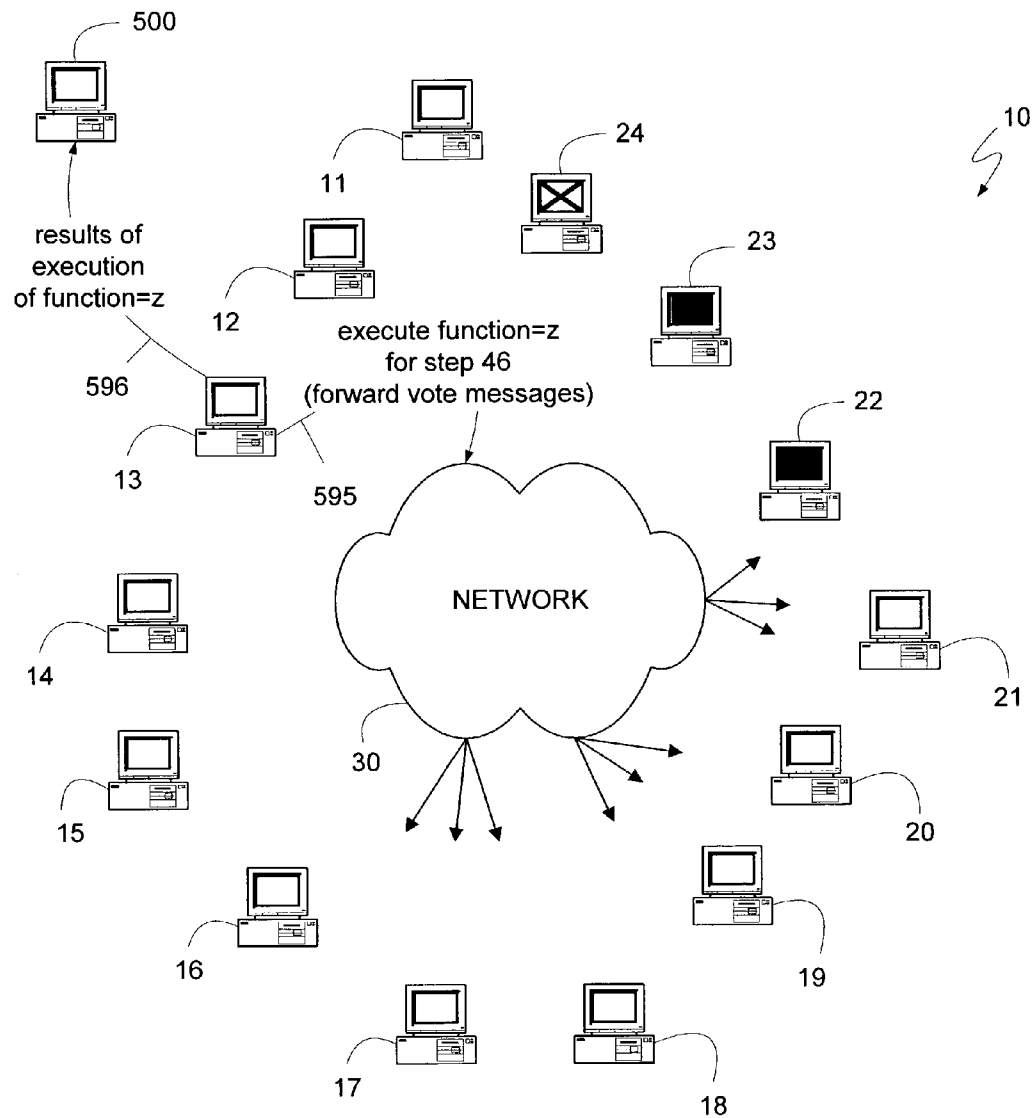 500
10
24
11
23
results of
execution
of function=z
12
execute function=z
for step 46
(forward vote messages)
596
22
13
595
NETWORK
14
21
30
15
20
16
19
17
18